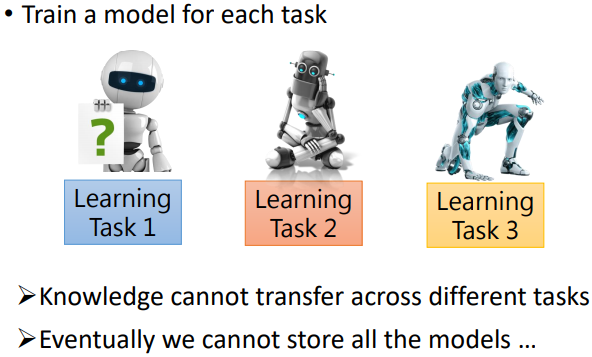 • Train a model for each task
?
Learning
Task 1
Learning
Task 2
Learning
Task 3
➢Knowledge cannot transfer across different tasks
➢Eventually we cannot store all the models …